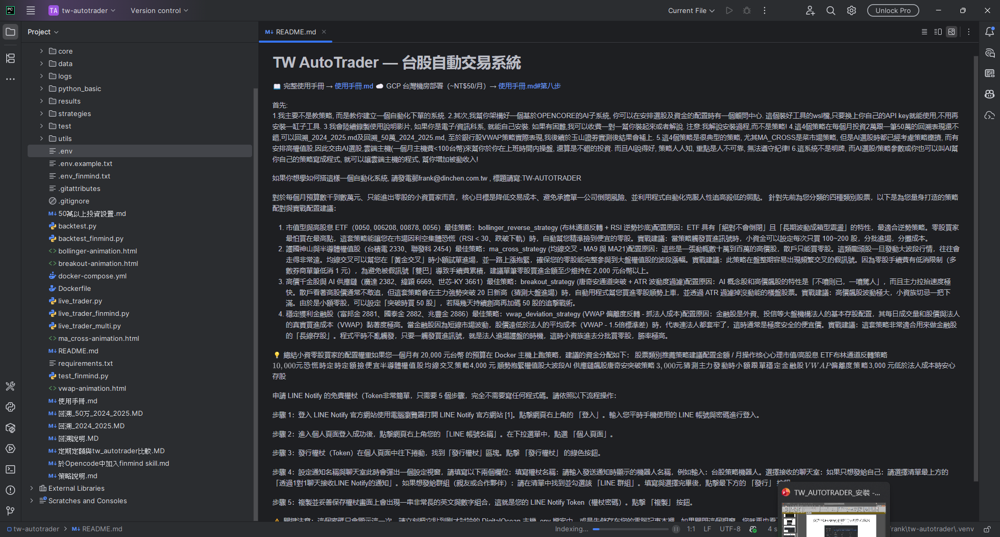 PC
TA tw-autotrader
Version control
Current File
Unlock Pro
Project
M↓ README.md
core
data
logs
python_basic
results
strategies
test
utils
.env
.env.example.txt
.env_finmind.txt
.gitattributes
.gitignore
M↓ 50萬以上投資設置.md
backtest.py
backtest_finmind.py
<> bollinger-animation.html
<> breakout-animation.html
docker-compose.yml
Dockerfile
live_trader.py
live_trader_finmind.py
live_trader_multi.py
<> ma_cross-animation.html
M↓ README.md
requirements.txt
test_finmind.py
<> vwap-animation.html
M↓ 使用手冊.md
M↓ 回溯_50万_2024_2025.MD
M↓ 回溯_2024_2025.MD
M↓ 回溯說明.MD
M↓ 定期定額與tw_autotrader比較.MD
M↓ 於Opencode中加入finmind skill.md
M↓ 策略說明.md
External Libraries
Scratches and Consoles
TW AutoTrader — 台股自動交易系統
📖 完整使用手冊 → 使用手冊.md ☁️ GCP 台灣機房部署（~NT$50/月）→ 使用手冊.md#第八步
首先:
1.我主要不是教策略, 而是教你建立一個自動化下單的系統. 2.其次,我幫你架構好一個基於OPENCORE的AI子系統, 你可以在安排選股及資金的配置時有一個顧問中心. 這個裝好工具的wsl檔,只要換上你自己的API key就能使用,不用再
安裝一缸子工具. 3.我會陸續錄製使用說明影片, 如果你是電子/資訊科系, 就能自己安裝. 如果有困難,我可以收費一對一幫你裝起來或者解說. 注意:我解說安裝過程,而不是策略! 4.這4個策略在每個月投資2萬跟一筆50萬的回溯表現還不
錯,可以回溯_2024_2025.md及回溯_50萬_2024_2025.md, 至於銀行股VWAP策略實際表現,我後續於玉山證券實測後結果會補上. 5.這4個策略是很典型的策略, 尤其MA_CROSS是菜市場策略, 但是AI選股時都已經考慮策略壅擠, 而有
安排高權值股,因此交由AI選股,雲端主機(一個月主機費<100台幣)來幫你於你在上班時間內操盤, 還算是不錯的投資. 而且AI說得好, 策略人人知, 重點是人不可靠, 無法遵守紀律! 6.這系統不是明牌, 而AI選股/策略參數或你也可以叫AI幫
你自己的策略寫成程式, 就可以讓雲端主機的程式, 幫你增加被動收入!
如果你想學如何搭這樣一個自動化系統, 請發電郵frank@dinchen.com.tw , 標題請寫:TW-AUTOTRADER
對於每個月預算數千到數萬元、只能進出零股的小資買家而言，核心目標是降低交易成本、避免承擔單一公司倒閉風險、並利用程式自動化克服人性追高殺低的弱點。 針對先前為您分類的四種類別股票，以下是為您量身打造的策略
配對與實戰配置建議：
1. 市值型與高股息 ETF（0050, 006208, 00878, 0056）最佳策略：bollinger_reverse_strategy (布林通道反轉 + RSI 逆勢抄底)配置原因：ETF 具有「絕對不會倒閉」且「長期波動成箱型震盪」的特性，最適合逆勢策略。零股買家
最怕買在最高點，這套策略能讓您在市場因利空集體恐慌（RSI < 30、跌破下軌）時，自動幫您精準撿到便宜的零股。實戰建議：當策略觸發買進訊號時，小資金可以設定每次只買 100~200 股，分批進場，分攤成本。
2. 護國神山與半導體權值股（台積電 2330、聯發科 2454）最佳策略：ma_cross_strategy (均線交叉 - MA9 與 MA21)配置原因：這些是一張動輒數十萬到百萬的高價股，散戶只能買零股。這類龍頭股一旦發動大波段行情，往往會
走得非常遠。均線交叉可以幫您在「黃金交叉」時小額試單進場，並一路上漲抱緊，確保您的零股能完整參與到大盤權值股的波段漲幅。實戰建議：此策略在盤整期容易出現頻繁交叉的假訊號。因為零股手續費有低消限制（多
數券商單筆低消 1 元），為避免被假訊號「雙巴」導致手續費累積，建議單筆零股買進金額至少維持在 2,000 元台幣以上。
3. 高價千金股與 AI 供應鏈（廣達 2382、緯穎 6669、世芯-KY 3661）最佳策略：breakout_strategy (唐奇安通道突破 + ATR 波動度過濾)配置原因：AI 概念股和高價飆股的特性是「不噴則已，一噴驚人」，而且主力拉抬速度極
快。散戶看著高股價通常不敢追，但這套策略會在主力強勢突破 20 日新高（猜測大盤進場）時，自動用程式幫您買進零股順勢上車，並透過 ATR 過濾掉沒動能的橫盤股票。實戰建議：高價飆股波動極大，小資族切忌一把下
滿。由於是小額零股，可以設定「突破時買 50 股」，若隔幾天持續創高再加碼 50 股的追擊戰術。
4. 穩定獲利金融股（富邦金 2881、國泰金 2882、兆豐金 2886）最佳策略：vwap_deviation_strategy (VWAP 偏離度反轉 - 抓法人成本)配置原因：金融股是外資、投信等大盤機構法人的基本存股配置，其每日成交量和股價與法人
的真實買進成本（VWAP）黏著度極高。當金融股因為短線市場波動，股價遠低於法人的平均成本（VWAP - 1.5倍標準差）時，代表連法人都套牢了，這時通常是極度安全的便宜價。實戰建議：這套策略非常適合用來做金融股
的「長線存股」。程式平時不亂觸發，只要一觸發買進訊號，就是法人進場護盤的時機，這時小資族進去分批買零股，勝率極高。
💡 總結小資零股買家的配置權重如果您一個月有 20,000 元台幣 的預算在 Docker 主機上跑策略，建議的資金分配如下： 股票類別推薦策略建議配置金額 / 月操作核心心理市值/高股息 ETF布林通道反轉策略
10,000元恐慌時定時定額撿便宜半導體權值股均線交叉策略4,000 元 順勢抱緊權值股大波段AI 供應鏈飆股唐奇安突破策略 3,000元猜測主力發動時小額跟單穩定金融股VWAP偏離度策略3,000 元低於法人成本時安心
存股
申請 LINE Notify 的免費權杖（Token非常簡單，只需要 5 個步驟，完全不需要寫任何程式碼。請依照以下流程操作：
步驟 1：登入 LINE Notify 官方網站使用電腦瀏覽器打開 LINE Notify 官方網站 [1]。點擊網頁右上角的 「登入」。輸入您平時手機使用的 LINE 帳號與密碼進行登入。
步驟 2：進入個人頁面登入成功後，點擊網頁右上角您的 「LINE 帳號名稱」。在下拉選單中，點選 「個人頁面」。
步驟 3：發行權杖（Token）在個人頁面中往下捲動，找到「發行權杖」區塊。點擊 「發行權杖」 的綠色按鈕。
步驟 4：設定通知名稱與聊天室此時會彈出一個設定視窗，請填寫以下兩個欄位：填寫權杖名稱：請輸入發送通知時顯示的機器人名稱，例如輸入：台股策略機器人。選擇接收的聊天室：如果只想發給自己：請選擇清單最上方的
「透過1對1聊天接收LINE Notify的通知」。如果想發給群組（親友或合作夥伴）：請在清單中找到並勾選該 「LINE 群組」。填寫與選擇完畢後，點擊最下方的 「發行」
步驟 5：複製並妥善保存權杖畫面上會出現一串非常長的英文與數字組合，這就是您的 LINE Notify Token（權杖密碼）。點擊 「複製」 按鈕。
TW_AUTOTRADER_安裝 -...
tw-autotrader > M↓ README.md
Indexing...
1:1
LF
UTF-8
4 s
frank\tw-autotrader\.venv